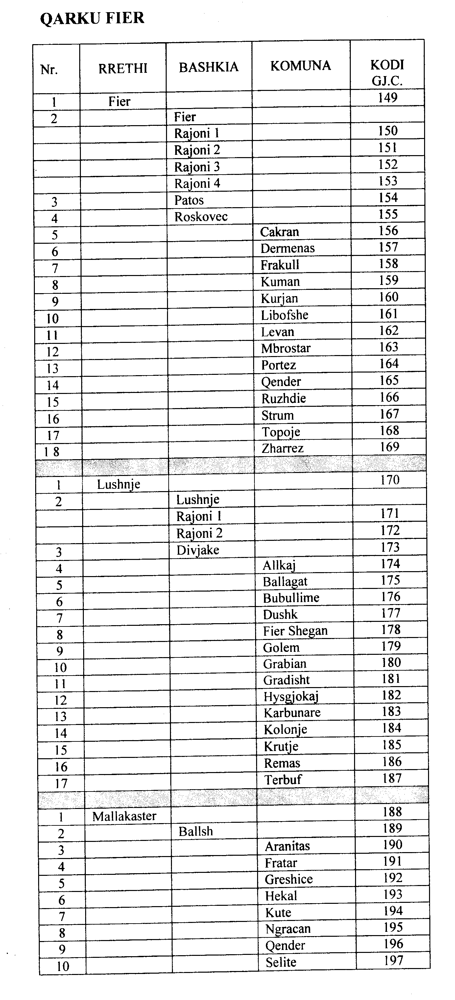 QARKU FIER
Nr. RRETHI BASHKIA KOMUNA KODI
GJ.C.
1 Fier 149
2 Fier
Rajoni 1 150
Rajoni 2 151
Rajoni 3 152
Rajoni 4 153
3 Patos 154
4 Roskovec 155
5 Cakran 156
6 Dermenas 157
7 Frakull 158
8 Kuman 159
9 Kurjan 160
10 Libofshe 161
11 Levan 162
12 Mbrostar 163
13 Portez 164
14 Qender 165
15 Ruzhdie 166
16 Strum 167
17 Topoje 168
1 8 Zharrez 169
1 Lushnje 170
2 Lushnje
Rajoni 1 171
Rajoni 2 172
3 Divjake 173
4 Allkaj 174
5 Ballagat 175
6 Bubullime 176
7 Dushk 177
8 Fier Shegan 178
9 Golem 179
10 Grabian 180
11 Gradisht 181
12 Hysgjokaj 182
13 Karbunare 183
14 Kolonje 184
15 Krutje 185
16 Remas 186
17 Terbuf 187
1 Mallakaster 188
2 Ballsh 189
3 Aranitas 190
4 Fratar 191
5 Greshice 192
6 Hekal 193
7 Kute 194
8 Ngracan 195
9 Qender 196
10 Selite 197